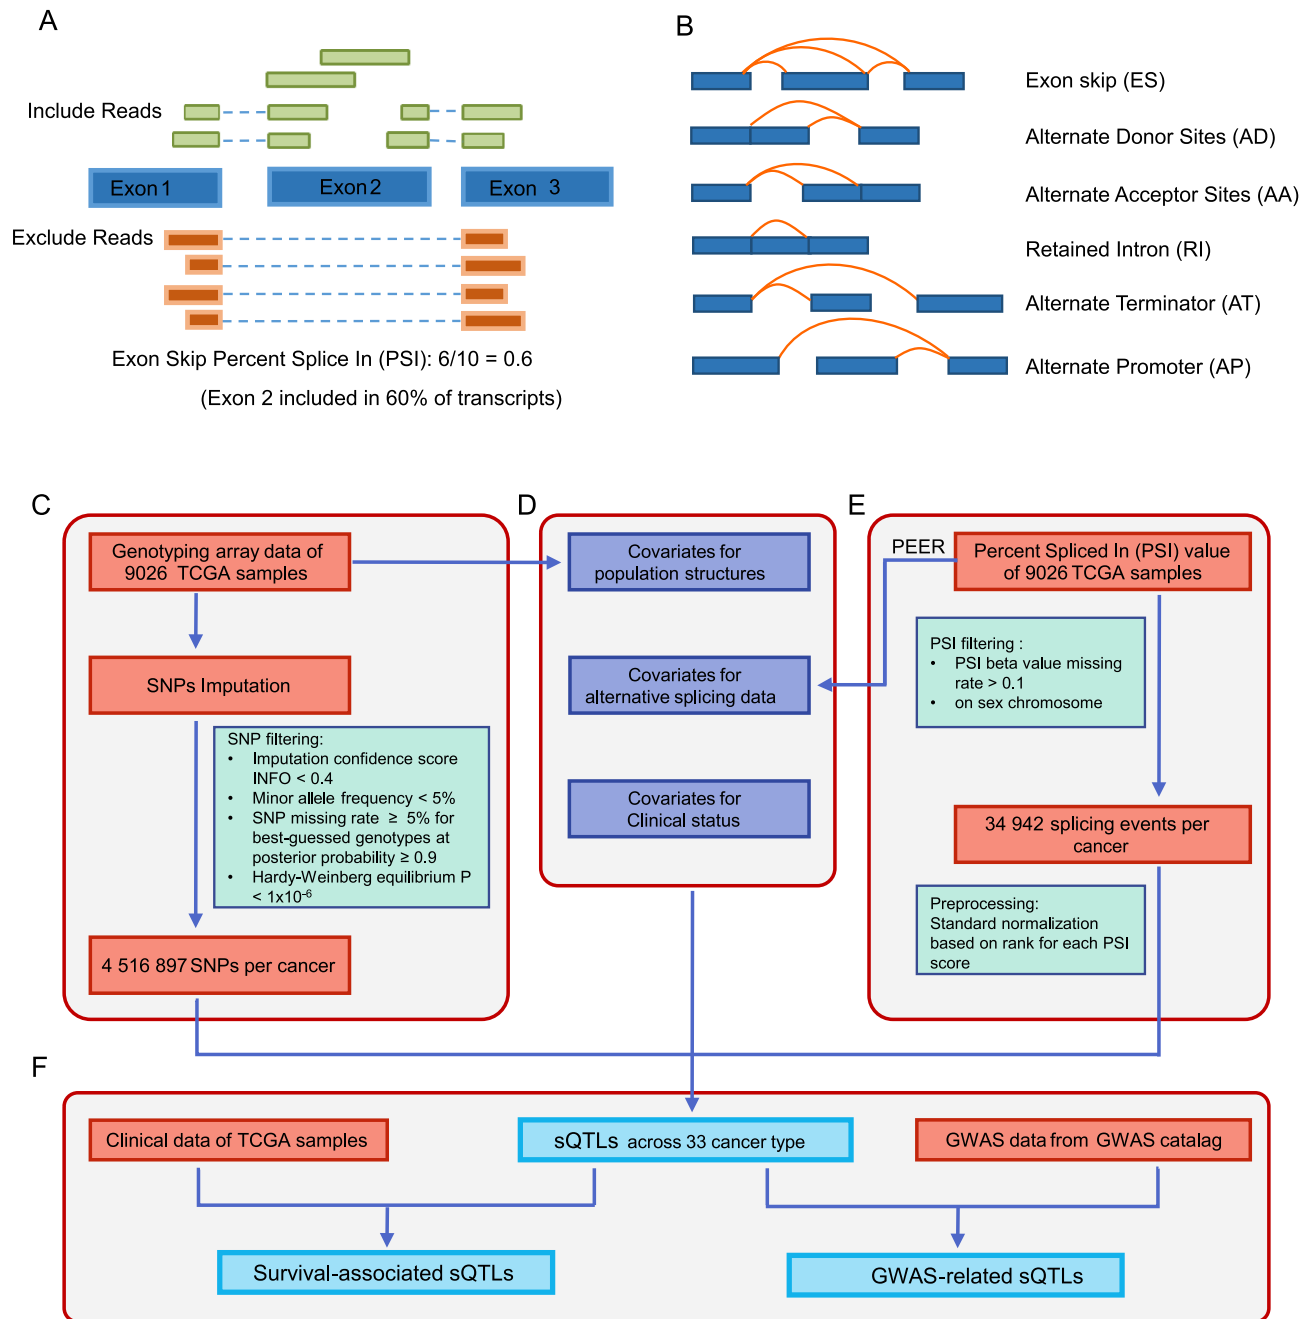 A
Include Reads
Exon 1
Exon 2
Exon 3
Exclude Reads
Exon Skip Percent Splice In (PSI): 6/10 = 0.6
(Exon 2 included in 60% of transcripts)
B
Exon skip (ES)
Alternate Donor Sites (AD)
Alternate Acceptor Sites (AA)
Retained Intron (RI)
Alternate Terminator (AT)
Alternate Promoter (AP)
C
Genotyping array data of
9026 TCGA samples
SNPs Imputation
SNP filtering:
• Imputation confidence score
INFO < 0.4
• Minor allele frequency < 5%
• SNP missing rate ≥ 5% for
best-guessed genotypes at
posterior probability ≥ 0.9
• Hardy-Weinberg equilibrium P
< 1x10⁻⁶
4 516 897 SNPs per cancer
D
Covariates for
population structures
Covariates for
alternative splicing data
Covariates for
Clinical status
E
PEER
Percent Spliced In (PSI) value
of 9026 TCGA samples
PSI filtering :
• PSI beta value missing
rate > 0.1
• on sex chromosome
34 942 splicing events per
cancer
Preprocessing:
Standard normalization
based on rank for each PSI
score
F
Clinical data of TCGA samples
sQTLs across 33 cancer type
GWAS data from GWAS catalag
Survival-associated sQTLs
GWAS-related sQTLs